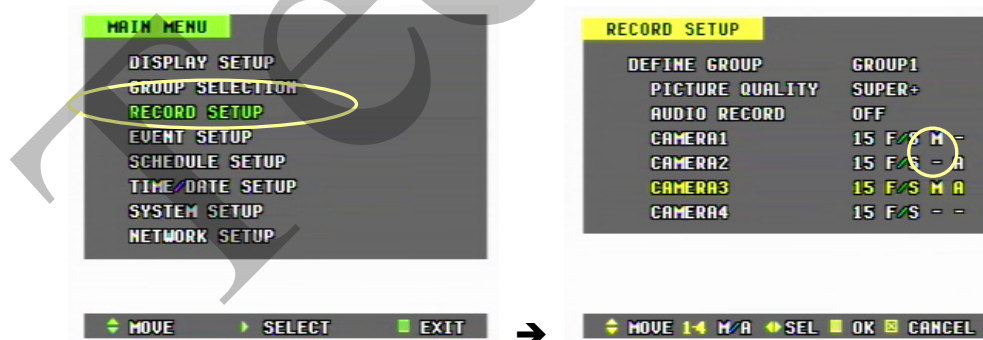 MAIN MENU
DISPLAY SETUP
GROUP SELECTION
RECORD SETUP
EVENT SETUP
SCHEDULE SETUP
TIME/DATE SETUP
SYSTEM SETUP
NETWORK SETUP
MOVE SELECT EXIT
RECORD SETUP
DEFINE GROUP GROUP1
PICTURE QUALITY SUPER+
AUDIO RECORD OFF
CAMERA1 15 F/S M -
CAMERA2 15 F/S - A
CAMERA3 15 F/S M A
CAMERA4 15 F/S - -
MOVE 1-4 M/A SEL OK CANCEL